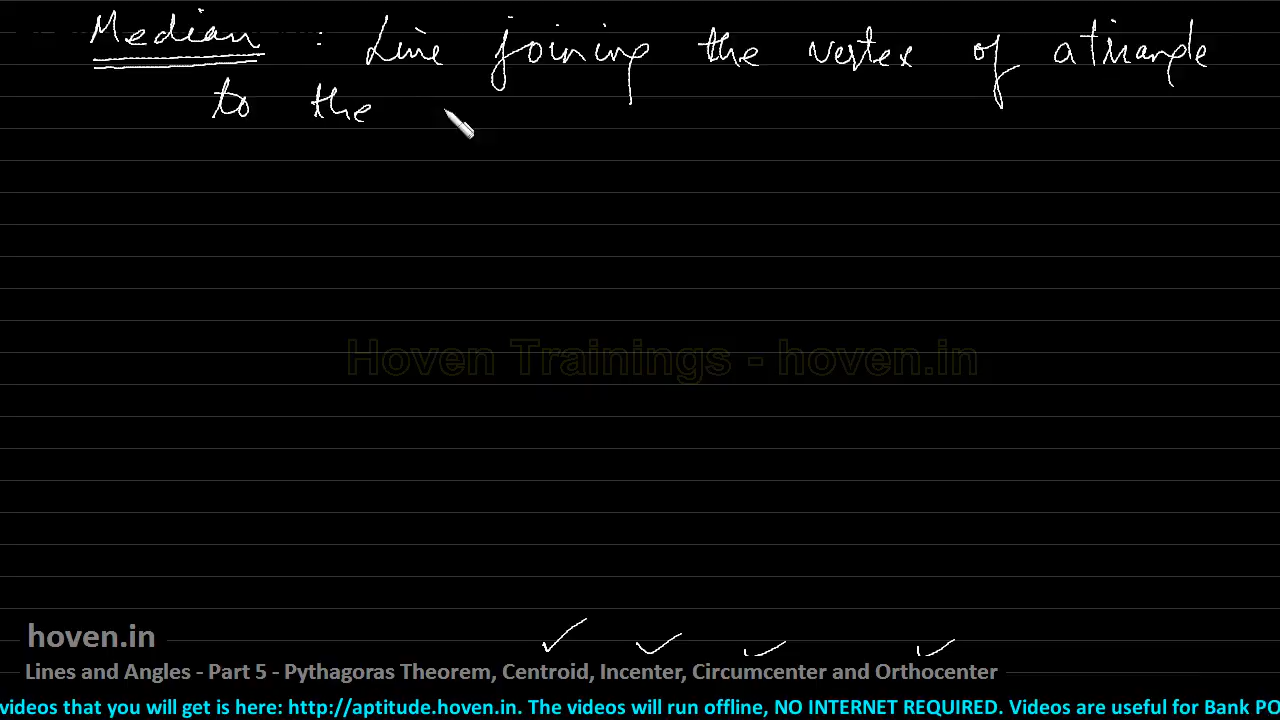 Median : Line joining the vertex of a triangle
to the
Hoven Trainings - hoven.in
hoven.in
Lines and Angles - Part 5 - Pythagoras Theorem, Centroid, Incenter, Circumcenter and Orthocenter
videos that you will get is here: http://aptitude.hoven.in. The videos will run offline, NO INTERNET REQUIRED. Videos are useful for Bank PO